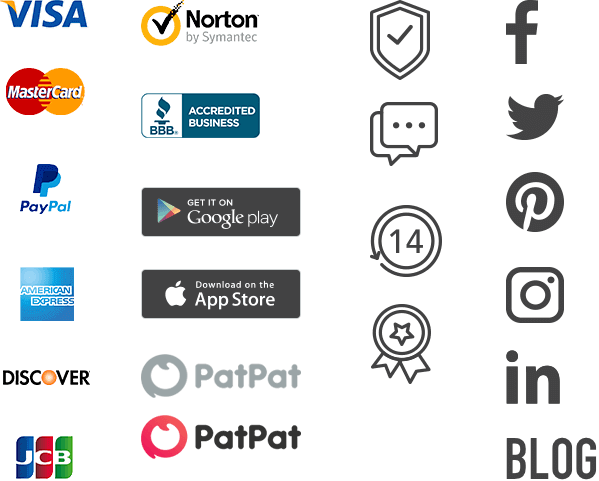 VISA
MasterCard
PayPal
AMERICAN
EXPRESS
DISCOVER
JCB
Norton
by Symantec
BBB.
ACCREDITED
BUSINESS
GET IT ON
Google play
Download on the
App Store
PatPat
PatPat
14
f
P
in
BLOG